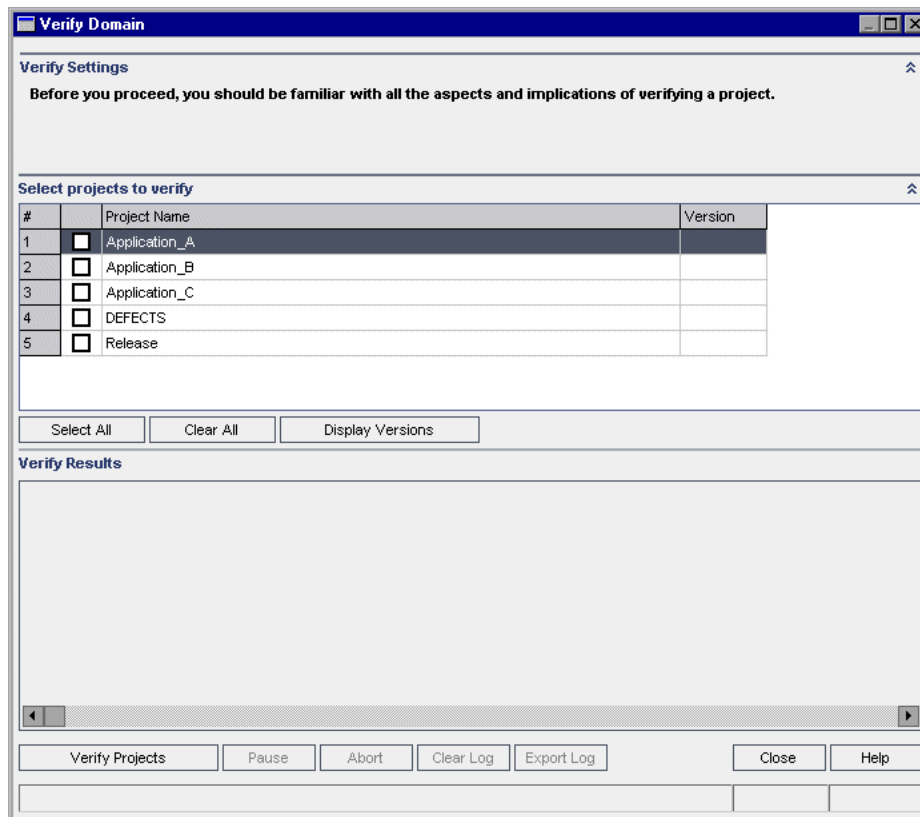 Verify Domain
Verify Settings
Before you proceed, you should be familiar with all the aspects and implications of verifying a project.
Select projects to verify
# Project Name Version
1 Application_A
2 Application_B
3 Application_C
4 DEFECTS
5 Release
Select All Clear All Display Versions
Verify Results
Verify Projects Pause Abort Clear Log Export Log Close Help